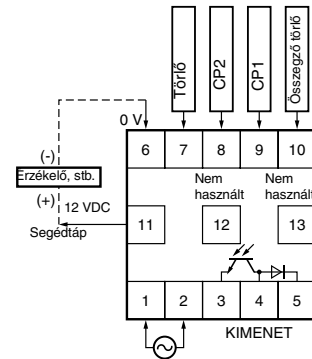 Törlő
CP2
CP1
Összegző törlő
0 V
6 7 8 9 10
(-)
Érzékelő, stb.
(+)
12 VDC
Segédtáp
Nem használt
Nem használt
11 12 13
1 2 3 4 5
KIMENET